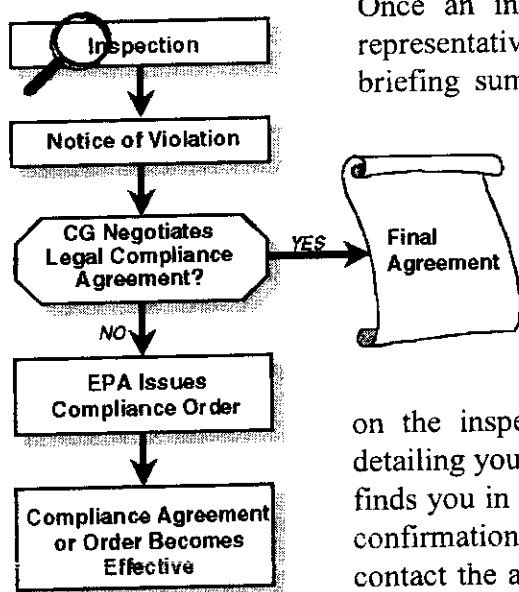 Inspection
Notice of Violation
CG Negotiates
Legal Compliance
Agreement?
YES
Final
Agreement
NO
EPA Issues
Compliance Order
Compliance Agreement
or Order Becomes
Effective
Once an in
representativ
briefing sum
on the inspe
detailing you
finds you in
confirmation
contact the a